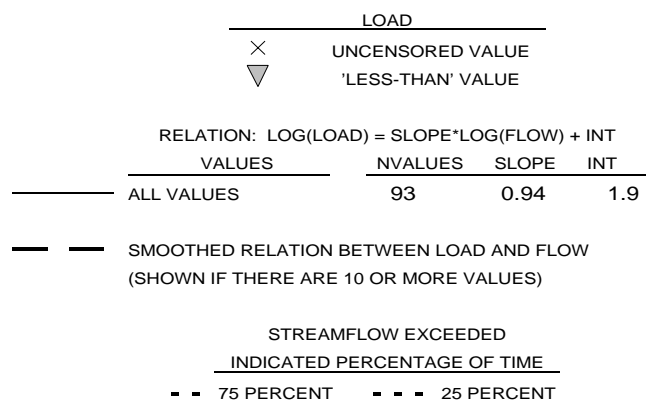 LOAD
UNCENSORED VALUE
'LESS-THAN' VALUE
RELATION: LOG(LOAD) = SLOPE*LOG(FLOW) + INT
VALUES NVALUES SLOPE INT
ALL VALUES 93 0.94 1.9
SMOOTHED RELATION BETWEEN LOAD AND FLOW
(SHOWN IF THERE ARE 10 OR MORE VALUES)
STREAMFLOW EXCEEDED
INDICATED PERCENTAGE OF TIME
75 PERCENT 25 PERCENT